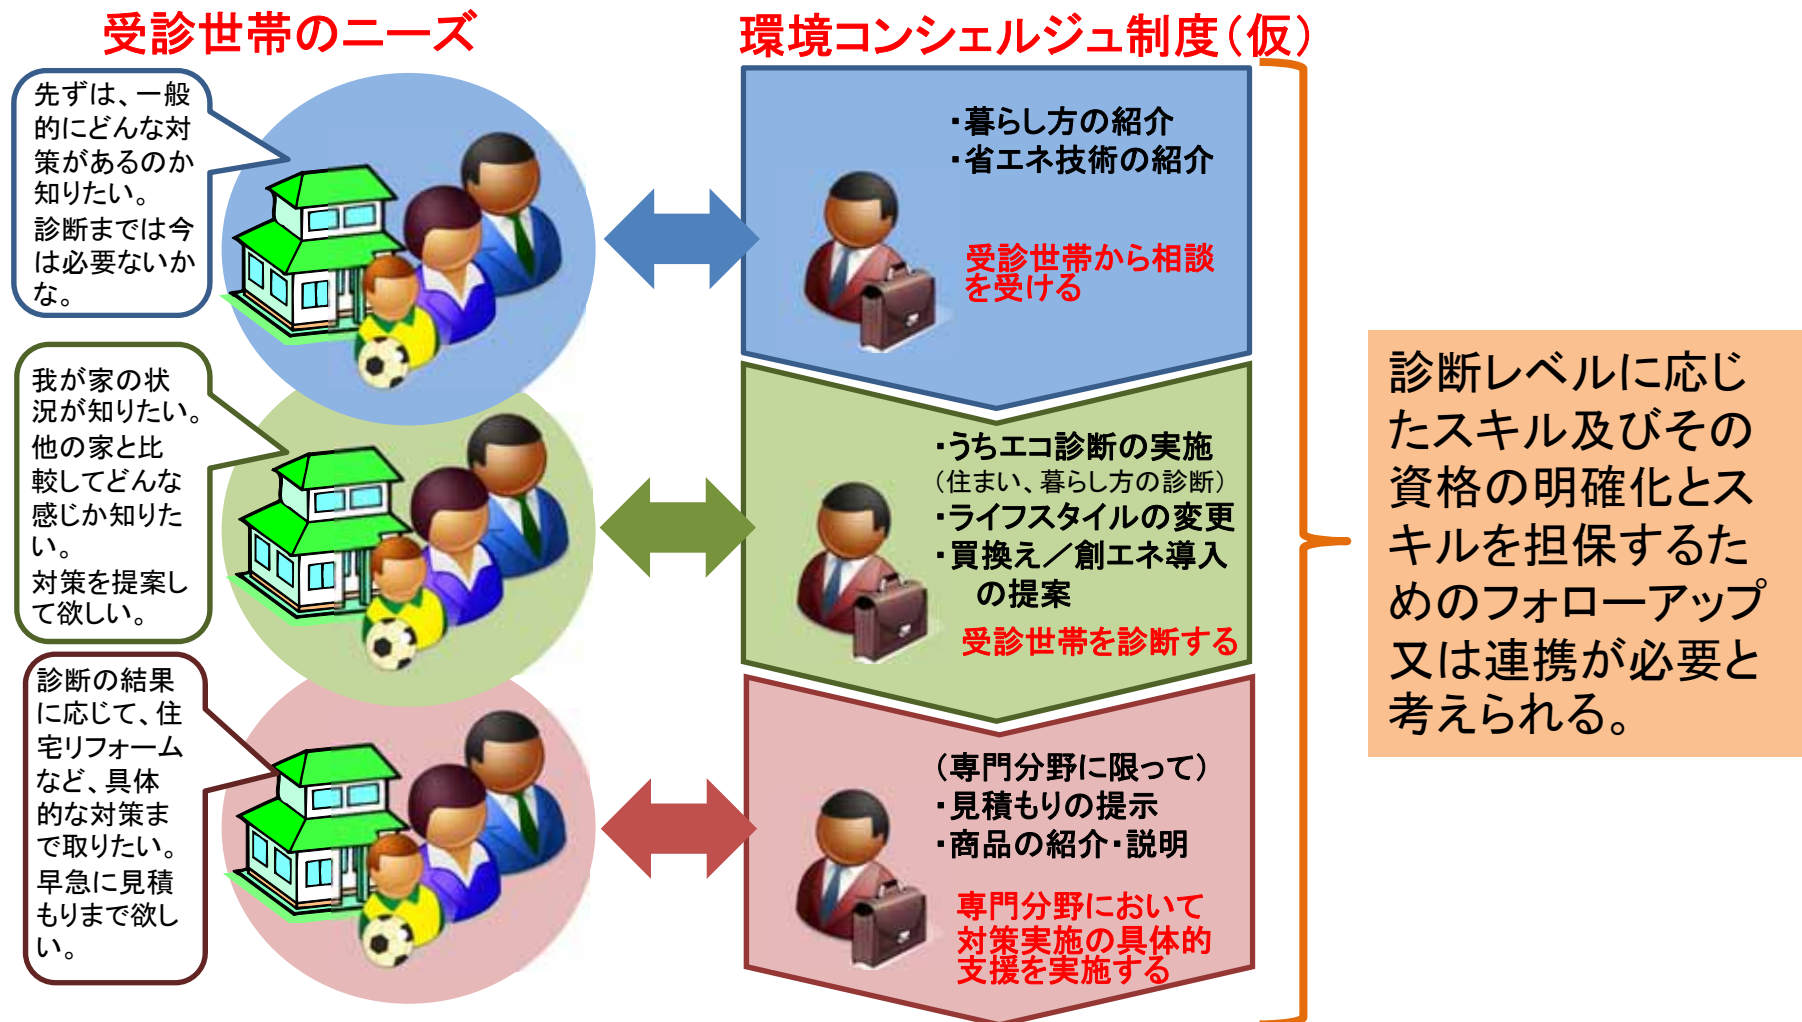 受診世帯のニーズ
先ずは、一般
的にどんな対
策があるのか
知りたい。
診断までは今
は必要ないか
な。
我が家の状
況が知りたい。
他の家と比
較してどんな
感じか知りた
い。
対策を提案し
て欲しい。
診断の結果
に応じて、住
宅リフォーム
など、具体
的な対策ま
で取りたい。
早急に見積
もりまで欲し
い。
環境コンシェルジュ制度(仮)
・暮らし方の紹介
・省エネ技術の紹介
受診世帯から相談
を受ける
・うちエコ診断の実施
(住まい、暮らし方の診断)
・ライフスタイルの変更
・買換え/創エネ導入
の提案
受診世帯を診断する
(専門分野に限って)
・見積もりの提示
・商品の紹介・説明
専門分野において
対策実施の具体的
支援を実施する
診断レベルに応じ
たスキル及びその
資格の明確化とス
キルを担保するた
めのフォローアップ
又は連携が必要と
考えられる。